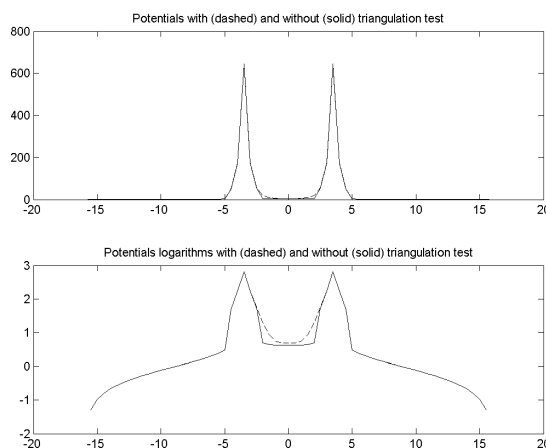 Potentials with (dashed) and without (solid) triangulation test
800
600
400
200
0
-20 -15 -10 -5 0 5 10 15 20
Potentials logarithms with (dashed) and without (solid) triangulation test
3
2
1
0
-1
-2
-20 -15 -10 -5 0 5 10 15 20